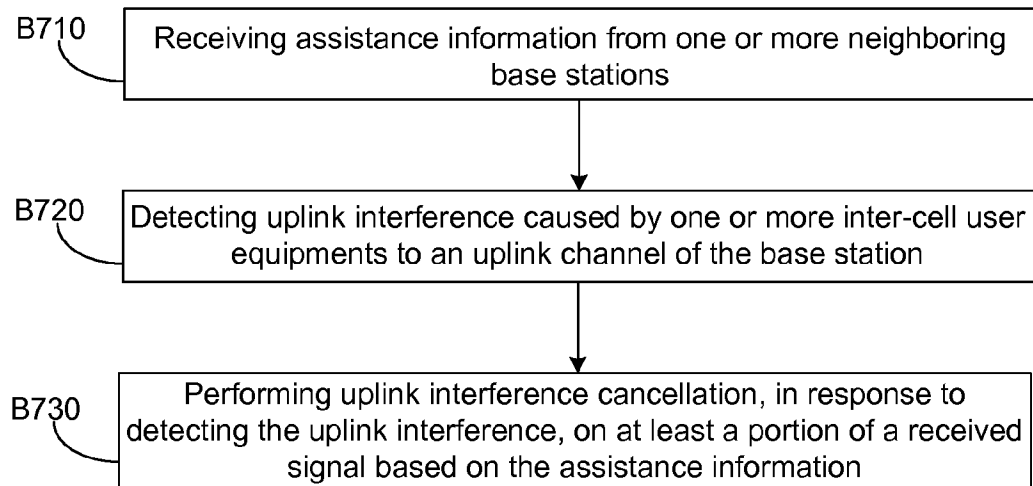 B710
Receiving assistance information from one or more neighboring
base stations
B720
Detecting uplink interference caused by one or more inter-cell user
equipments to an uplink channel of the base station
B730
Performing uplink interference cancellation, in response to
detecting the uplink interference, on at least a portion of a received
signal based on the assistance information